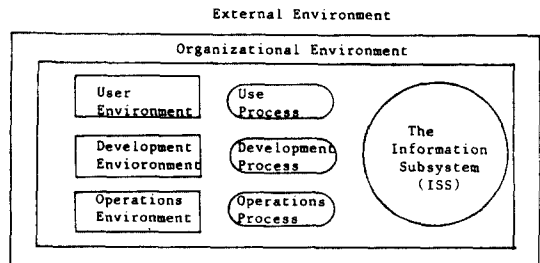 External Environment
Organizational Environment
User
Environment
Use
Process
Development
Envioronment
Development
Process
Operations
Environment
Operations
Process
The
Information
Subsystem
(ISS)